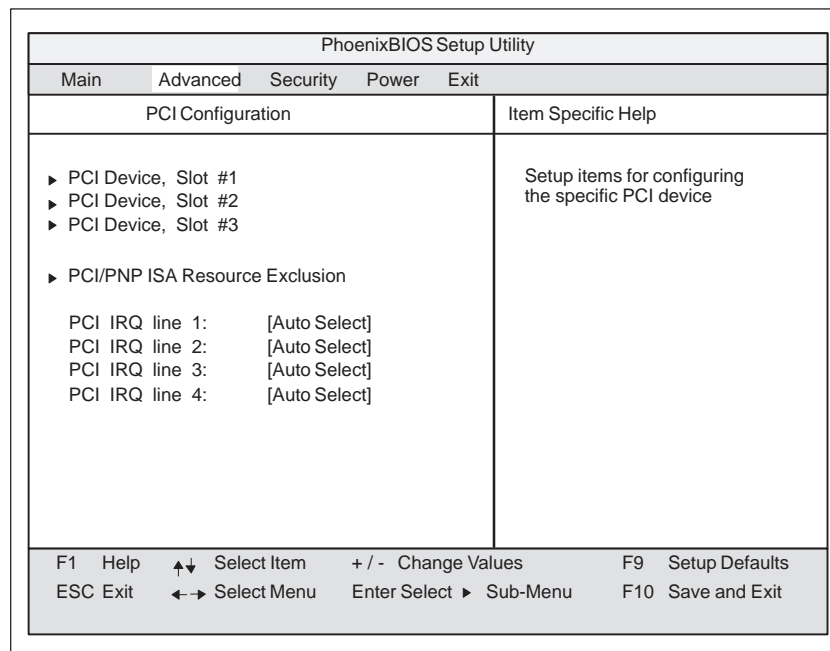 PhoenixBIOS Setup Utility
Main Advanced Security Power Exit
PCI Configuration
Item Specific Help
PCI Device, Slot #1
PCI Device, Slot #2
PCI Device, Slot #3
PCI/PNP ISA Resource Exclusion
PCI IRQ line 1: [Auto Select]
PCI IRQ line 2: [Auto Select]
PCI IRQ line 3: [Auto Select]
PCI IRQ line 4: [Auto Select]
Setup items for configuring
the specific PCI device
F1 Help Select Item + / - Change Values F9 Setup Defaults
ESC Exit Select Menu Enter Select Sub-Menu F10 Save and Exit